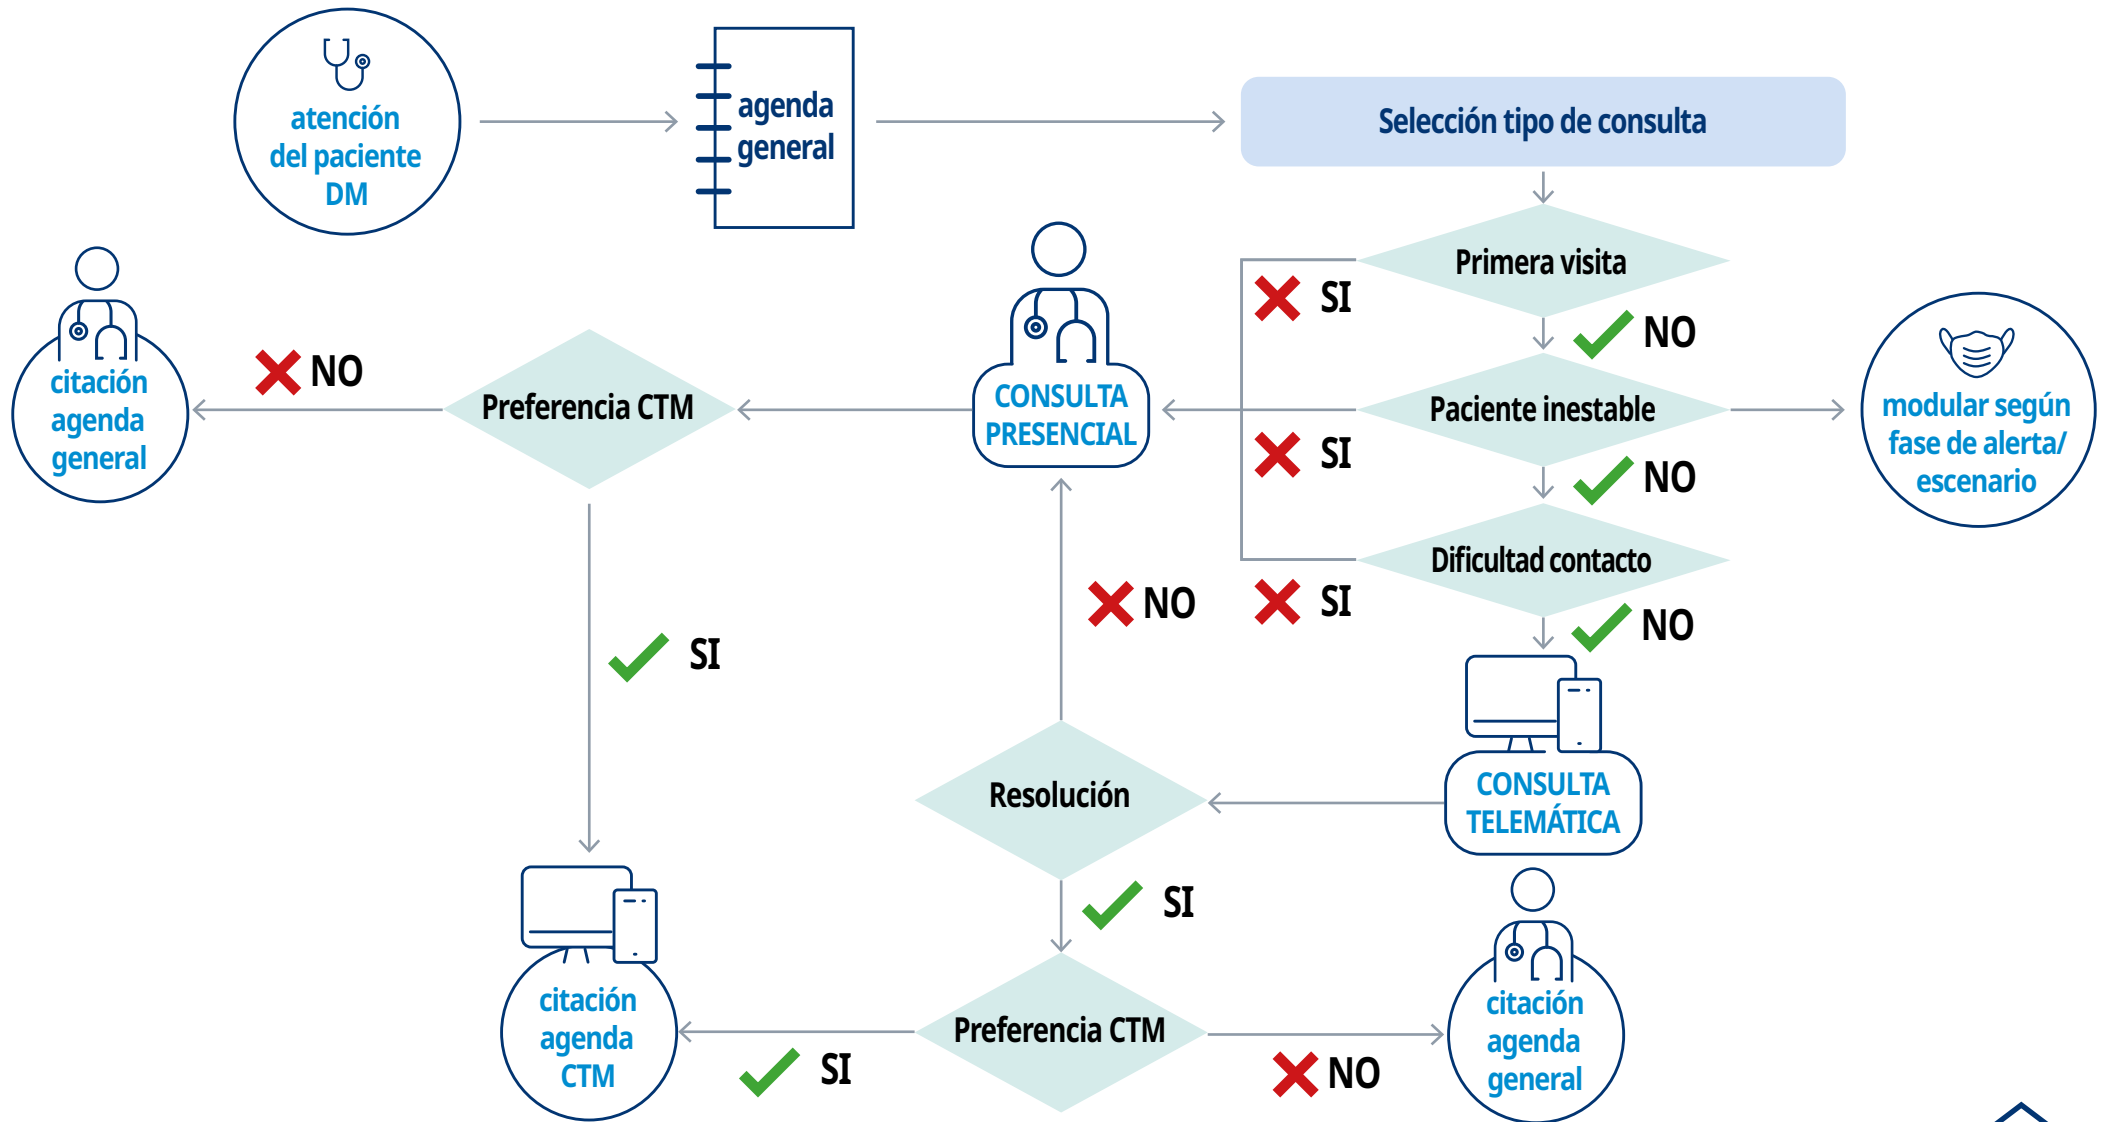 atención
del paciente
DM
agenda
general
Selección tipo de consulta
Primera visita
SI
NO
citación
agenda
general
NO
Preferencia CTM
CONSULTA
PRESENCIAL
Paciente inestable
SI
NO
modular según
fase de alerta/
escenario
Dificultad contacto
SI
NO
NO
SI
CONSULTA
TELEMÁTICA
Resolución
SI
citación
agenda
CTM
SI
Preferencia CTM
NO
citación
agenda
general